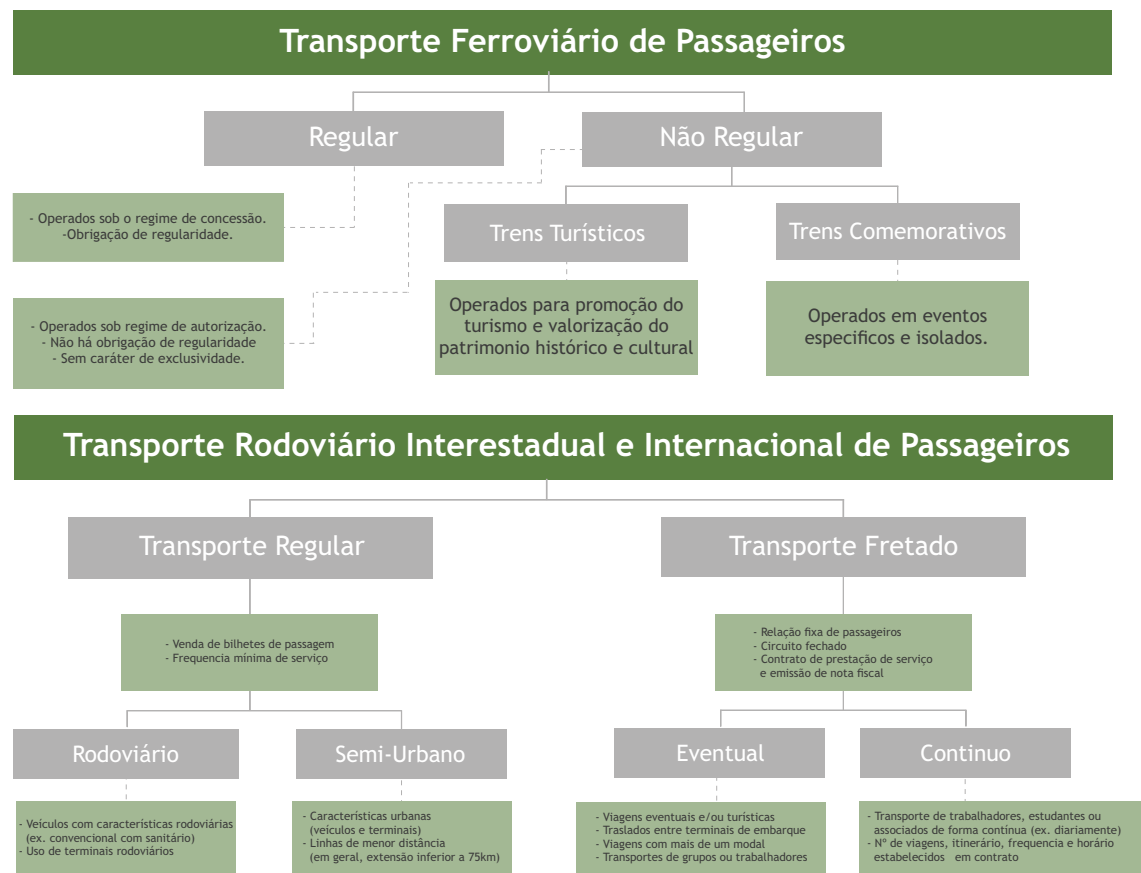 Transporte Ferroviário de Passageiros
Regular
Não Regular
- Operados sob o regime de concessão.
-Obrigação de regularidade.
Trens Turísticos
Trens Comemorativos
- Operados sob regime de autorização.
- Não há obrigação de regularidade
- Sem caráter de exclusividade.
Operados para promoção do
turismo e valorização do
patrimonio histórico e cultural
Operados em eventos
especificos e isolados.
Transporte Rodoviário Interestadual e Internacional de Passageiros
Transporte Regular
Transporte Fretado
- Venda de bilhetes de passagem
- Frequencia mínima de serviço
- Relação fixa de passageiros
- Circuito fechado
- Contrato de prestação de serviço
e emissão de nota fiscal
Rodoviário
Semi-Urbano
Eventual
Continuo
- Veículos com características rodoviárias
(ex. convencional com sanitário)
- Uso de terminais rodoviários
- Características urbanas
(veículos e terminais)
- Linhas de menor distância
(em geral, extensão inferior a 75km)
- Viagens eventuais e/ou turísticas
- Traslados entre terminais de embarque
- Viagens com mais de um modal
- Transportes de grupos ou trabalhadores
- Transporte de trabalhadores, estudantes ou
associados de forma contínua (ex. diariamente)
- Nº de viagens, itinerário, frequencia e horário
estabelecidos em contrato